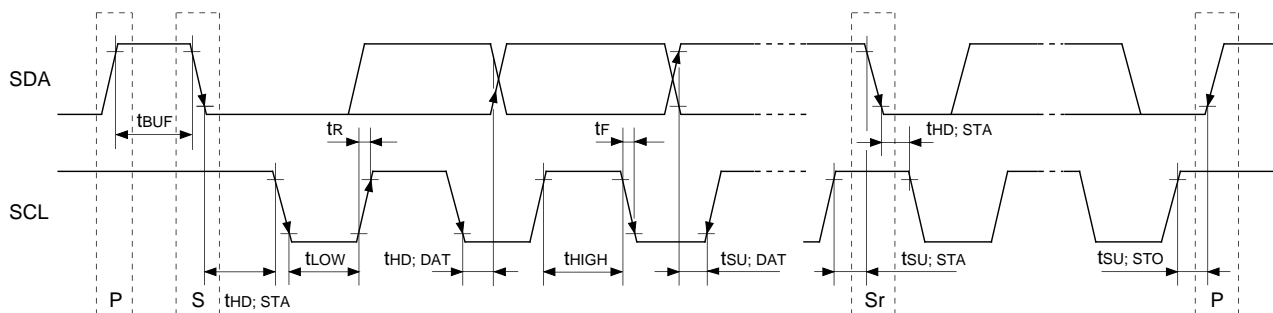 SDA
tBUF
tR
tF
tHD; STA
SCL
tLOW
tHD; DAT
tHIGH
tSU; DAT
tSU; STA
tSU; STO
P
S
tHD; STA
Sr
P